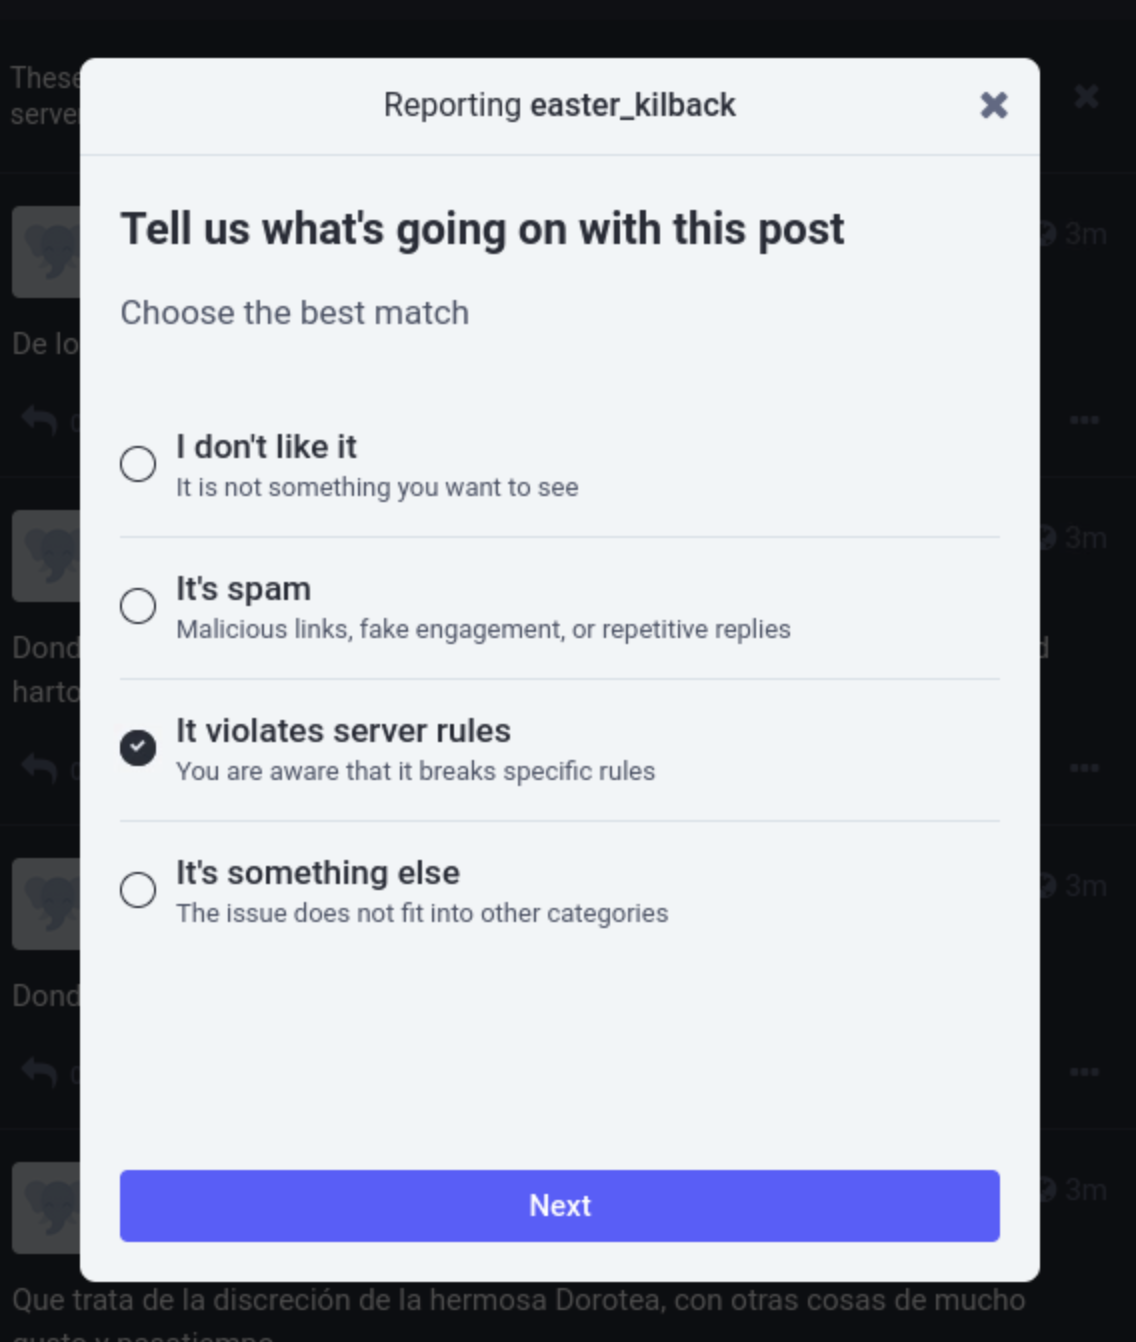 Reporting easter_kilback
These
server
3m
Tell us what's going on with this post
Choose the best match
De lo
I don't like it
It is not something you want to see
3m
It's spam
Malicious links, fake engagement, or repetitive replies
Dond
harto
It violates server rules
You are aware that it breaks specific rules
It's something else
The issue does not fit into other categories
3m
Dond
Next
3m
Que trata de la discreción de la hermosa Dorotea, con otras cosas de mucho
gusto y pasatiempo